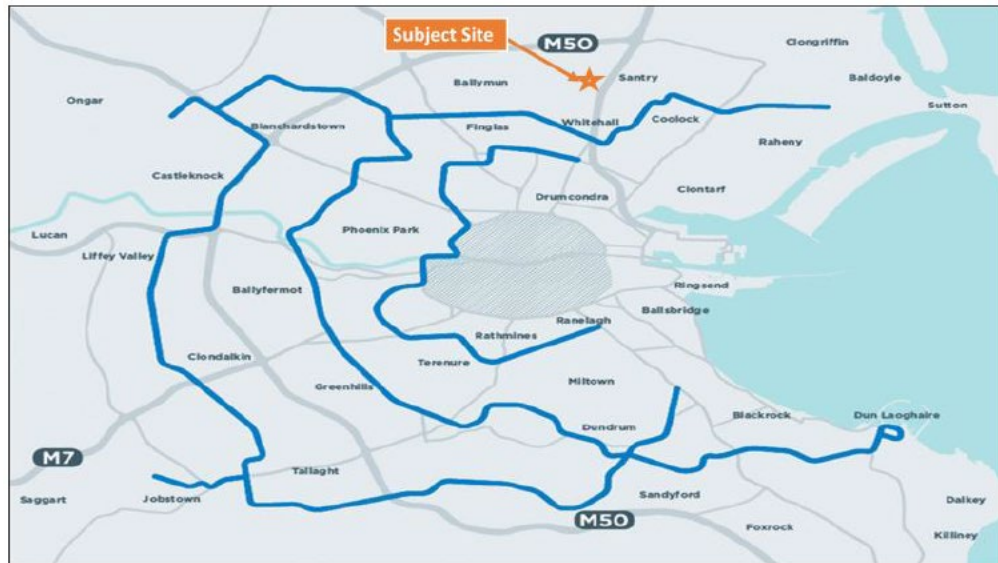 Subject Site
M50
Clongriffin
Ballymun
Santry
Baldoyle
Ongar
Sutton
Blanchardstown
Finglas
Whitehall
Coolock
Raheny
Castleknock
Drumcondra
Clontarf
Lucan
Phoenix Park
Liffey Valley
Ballyfermot
Ringsend
Ballsbridge
Ranelagh
Rathmines
Clondalkin
Terenure
Greenhills
Miltown
Blackrock
Dun Laoghaire
Dundrum
M7
Tallaght
Saggart
Jobstown
Sandyford
Dalkey
M50
Foxrock
Killiney